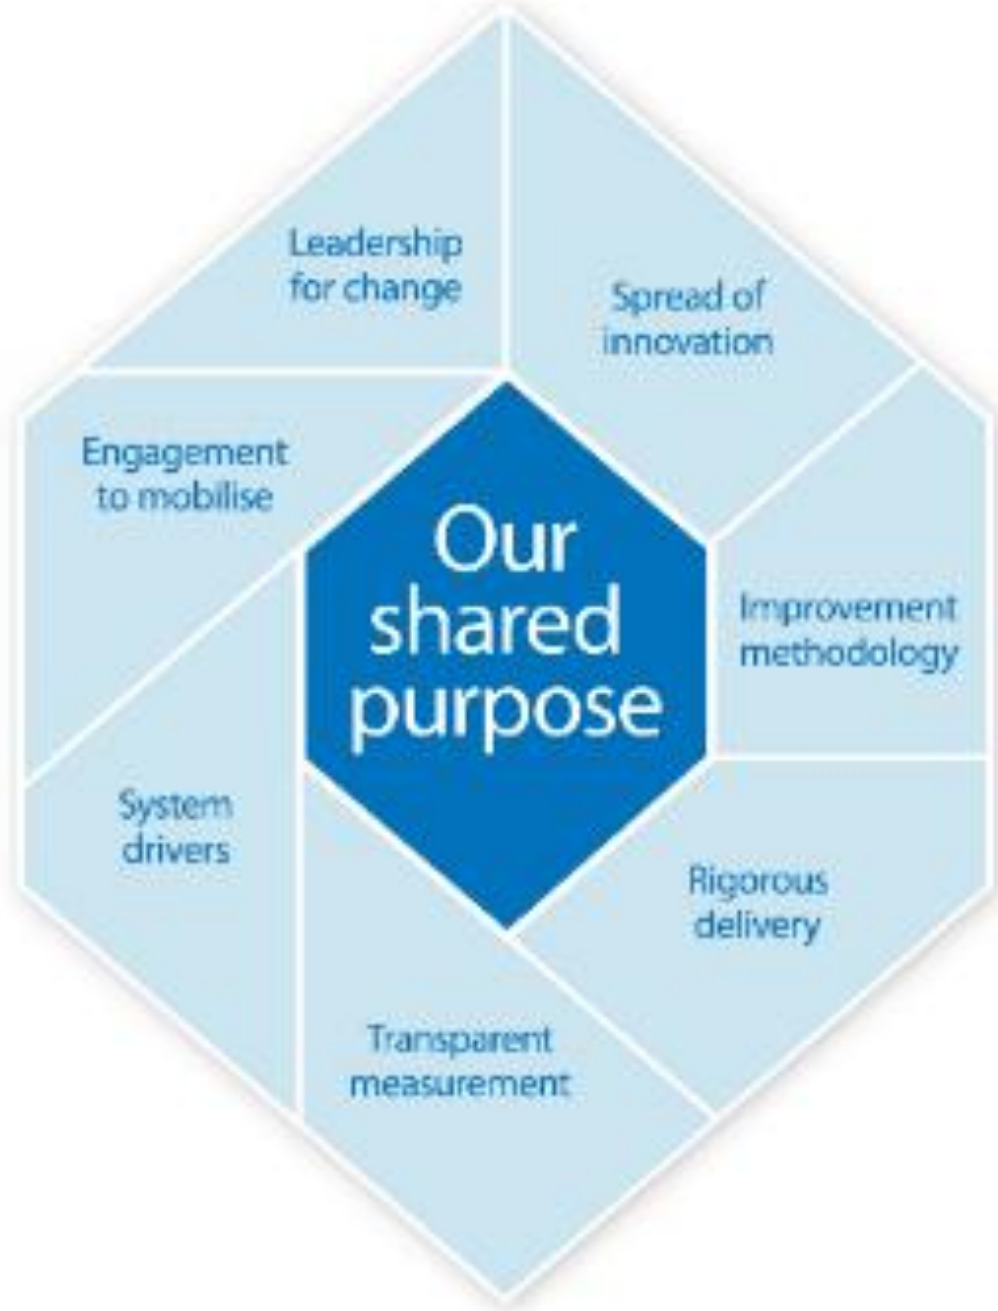 Leadership
for change
Spread of
innovation
Engagement
to mobilise
Our
shared
purpose
Improvement
methodology
System
drivers
Rigorous
delivery
Transparent
measurement